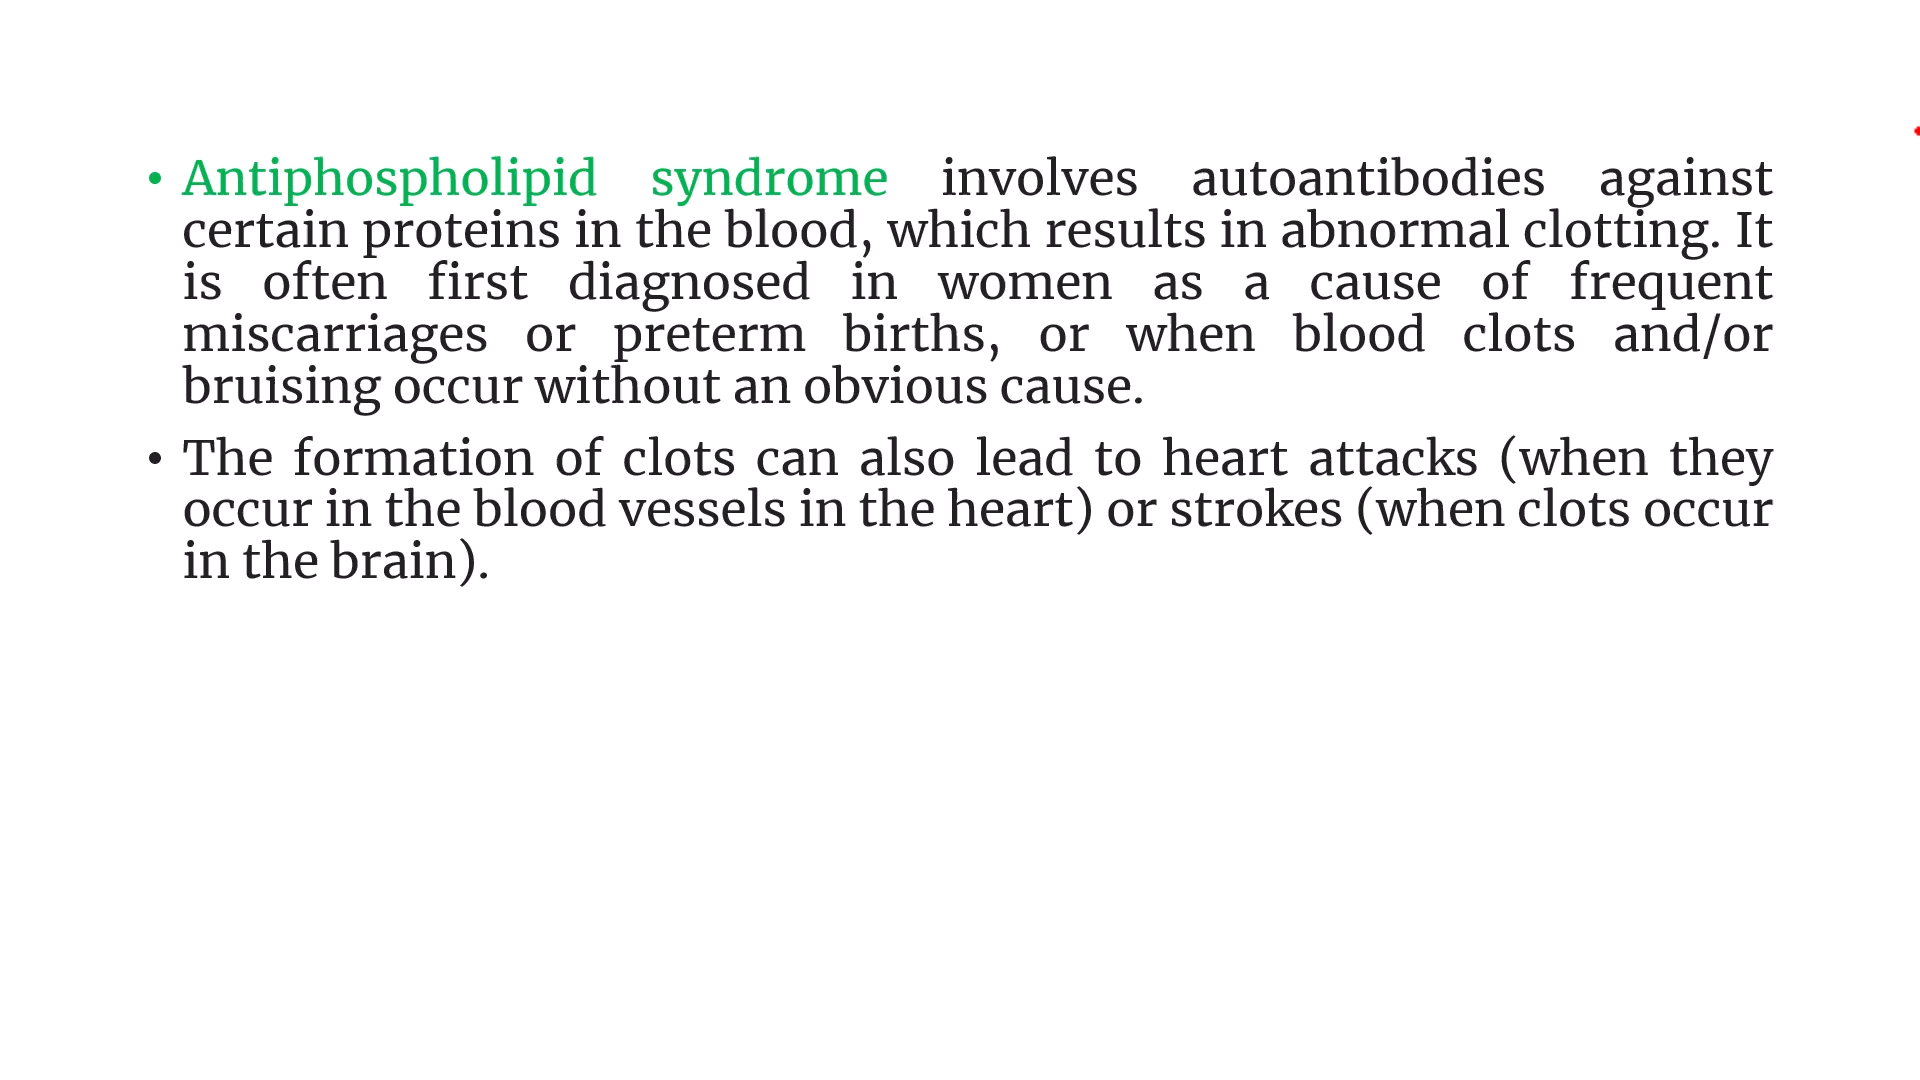 • Antiphospholipid syndrome involves autoantibodies against
certain proteins in the blood, which results in abnormal clotting. It
is often first diagnosed in women as a cause of frequent
miscarriages or preterm births, or when blood clots and/or
bruising occur without an obvious cause.
• The formation of clots can also lead to heart attacks (when they
occur in the blood vessels in the heart) or strokes (when clots occur
in the brain).